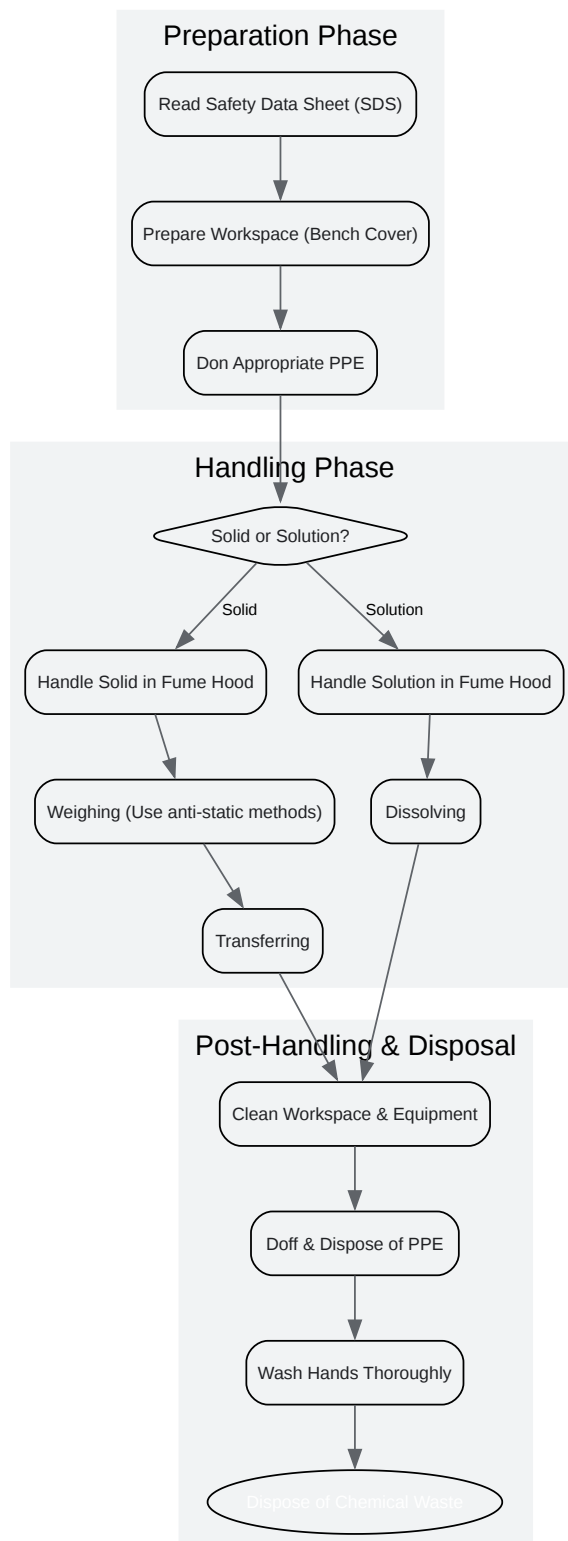 Preparation Phase
Read Safety Data Sheet (SDS)
Prepare Workspace (Bench Cover)
Don Appropriate PPE
Handling Phase
Solid or Solution?
Solid
Solution
Handle Solid in Fume Hood
Handle Solution in Fume Hood
Weighing (Use anti-static methods)
Dissolving
Transferring
Post-Handling & Disposal
Clean Workspace & Equipment
Doff & Dispose of PPE
Wash Hands Thoroughly
Dispose of Chemical Waste